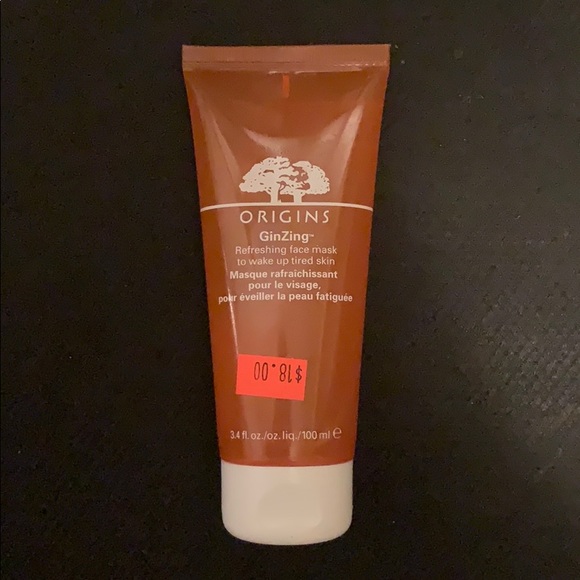 ORIGINS
GinZing™
Refreshing face mask
to wake up tired skin
Masque rafraichissant
pour le visage,
pour éveiller la peau fatiguée
$18.00
3.4 fl. oz./oz. liq./100 ml ℮